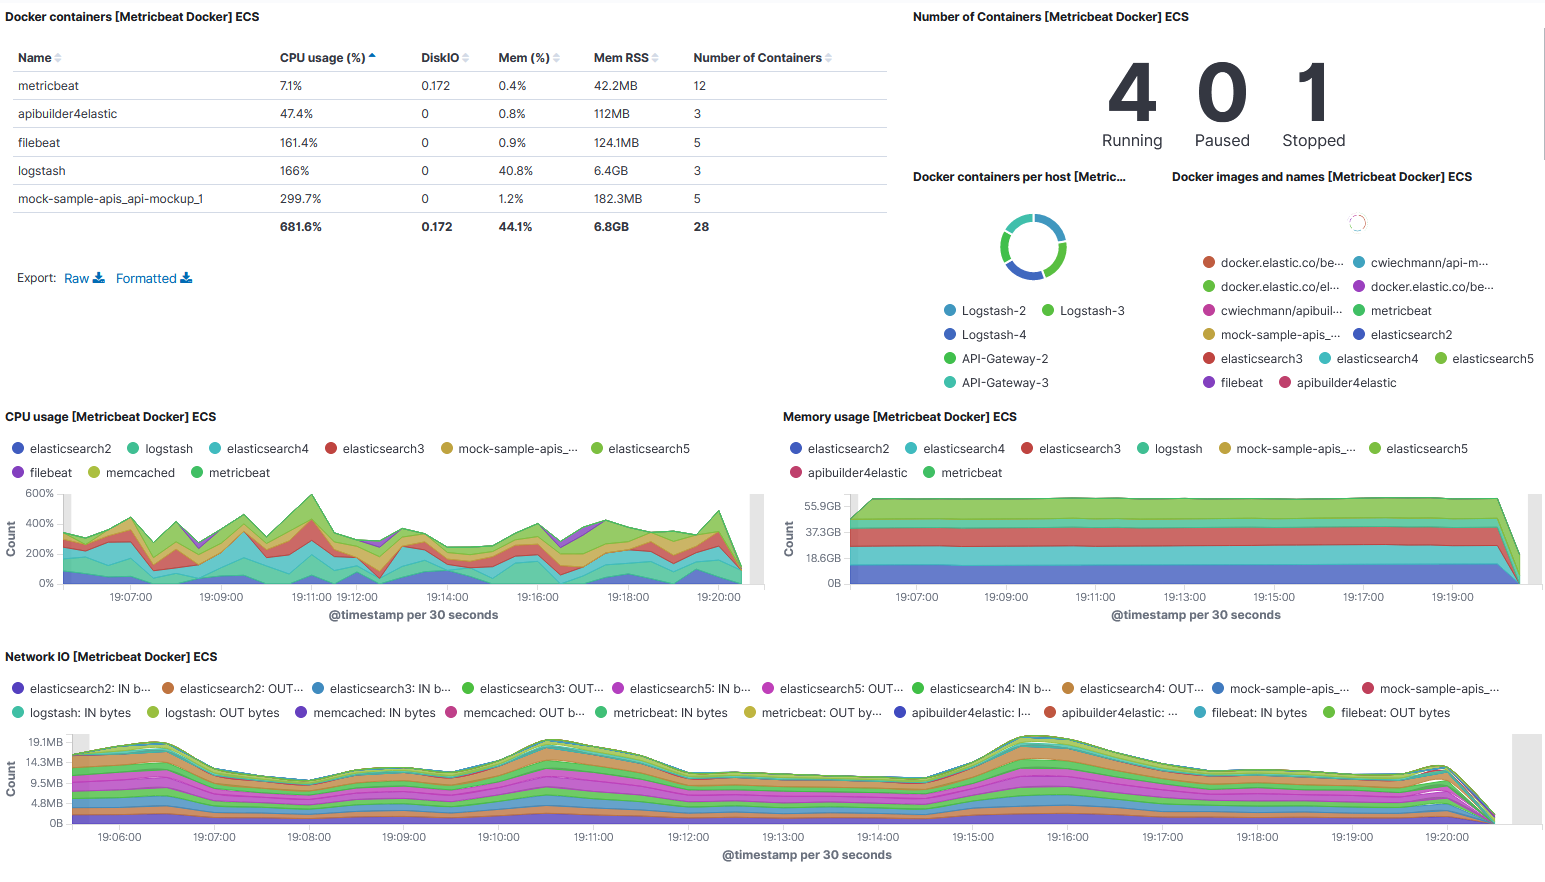 Docker containers [Metricbeat Docker] ECS
Name CPU usage (%) DiskIO Mem (%) Mem RSS Number of Containers
metricbeat 7.1% 0.172 0.4% 42.2MB 12
apibuilder4elastic 47.4% 0 0.8% 112MB 3
filebeat 161.4% 0 0.9% 124.1MB 5
logstash 166% 0 40.8% 6.4GB 3
mock-sample-apis_api-mockup_1 299.7% 0 1.2% 182.3MB 5
681.6% 0.172 44.1% 6.8GB 28
Export: Raw Formatted
Number of Containers [Metricbeat Docker] ECS
4 0 1
Running Paused Stopped
Docker containers per host [Metric...
Logstash-2 Logstash-3
Logstash-4
API-Gateway-2
API-Gateway-3
Docker images and names [Metricbeat Docker] ECS
docker.elastic.co/be... cwiechmann/api-m...
docker.elastic.co/el... docker.elastic.co/be...
cwiechmann/apibuil... metricbeat
mock-sample-apis_... elasticsearch2
elasticsearch3 elasticsearch4 elasticsearch5
filebeat apibuilder4elastic
CPU usage [Metricbeat Docker] ECS
elasticsearch2 logstash elasticsearch4 elasticsearch3 mock-sample-apis_... elasticsearch5
filebeat memcached metricbeat
600%
400%
200%
0%
Count
19:07:00 19:09:00 19:11:00 19:12:00 19:14:00 19:16:00 19:18:00 19:20:00
@timestamp per 30 seconds
Memory usage [Metricbeat Docker] ECS
elasticsearch2 elasticsearch4 elasticsearch3 logstash mock-sample-apis_... elasticsearch5
apibuilder4elastic metricbeat
55.9GB
37.3GB
18.6GB
0B
Count
19:07:00 19:09:00 19:11:00 19:13:00 19:15:00 19:17:00 19:19:00
@timestamp per 30 seconds
Network IO [Metricbeat Docker] ECS
elasticsearch2: IN b... elasticsearch2: OUT... elasticsearch3: IN b... elasticsearch3: OUT... elasticsearch5: IN b... elasticsearch5: OUT... elasticsearch4: IN b... elasticsearch4: OUT... mock-sample-apis_... mock-sample-apis_...
logstash: IN bytes logstash: OUT bytes memcached: IN bytes memcached: OUT b... metricbeat: IN bytes metricbeat: OUT by... apibuilder4elastic: I... apibuilder4elastic: ... filebeat: IN bytes filebeat: OUT bytes
19.1MB
14.3MB
9.5MB
4.8MB
0B
Count
19:06:00 19:07:00 19:08:00 19:09:00 19:10:00 19:11:00 19:12:00 19:13:00 19:14:00 19:15:00 19:16:00 19:17:00 19:18:00 19:19:00 19:20:00
@timestamp per 30 seconds